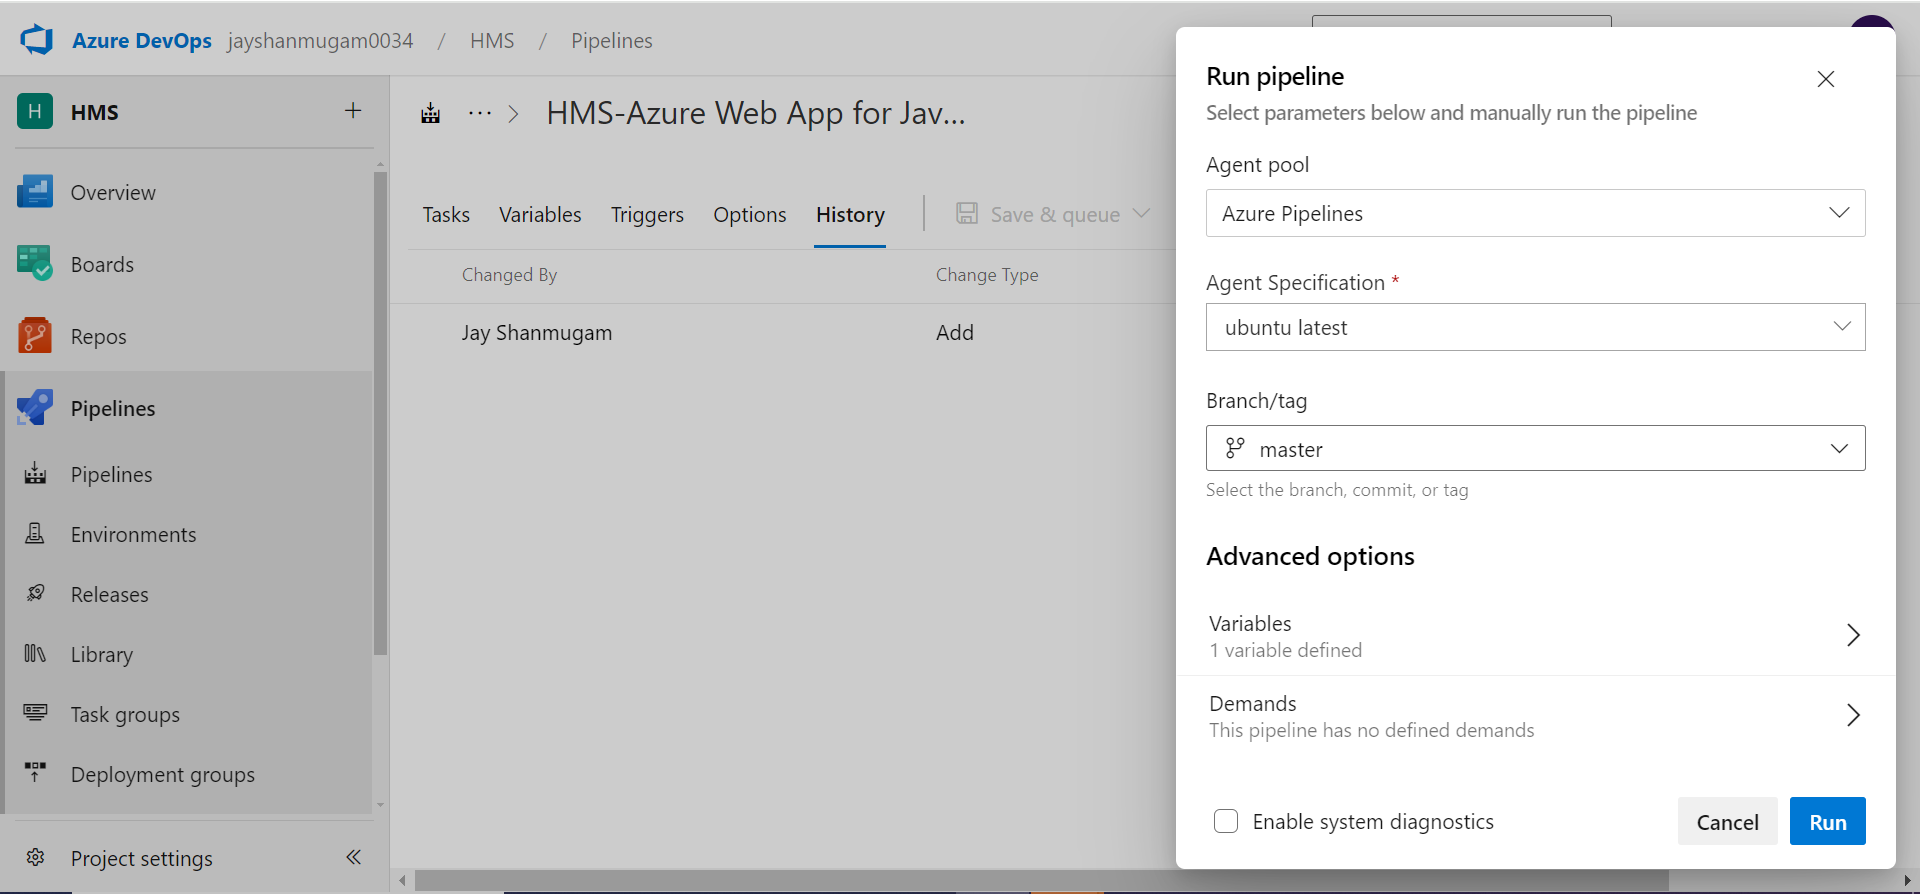 Azure DevOps jayshanmugam0034 / HMS / Pipelines
H HMS
Overview
Boards
Repos
Pipelines
Pipelines
Environments
Releases
Library
Task groups
Deployment groups
Project settings
... > HMS-Azure Web App for Jav...
Tasks Variables Triggers Options History Save & queue
Changed By Change Type
Jay Shanmugam Add
Run pipeline
Select parameters below and manually run the pipeline
Agent pool
Azure Pipelines
Agent Specification *
ubuntu latest
Branch/tag
master
Select the branch, commit, or tag
Advanced options
Variables
1 variable defined
Demands
This pipeline has no defined demands
Enable system diagnostics
Cancel Run